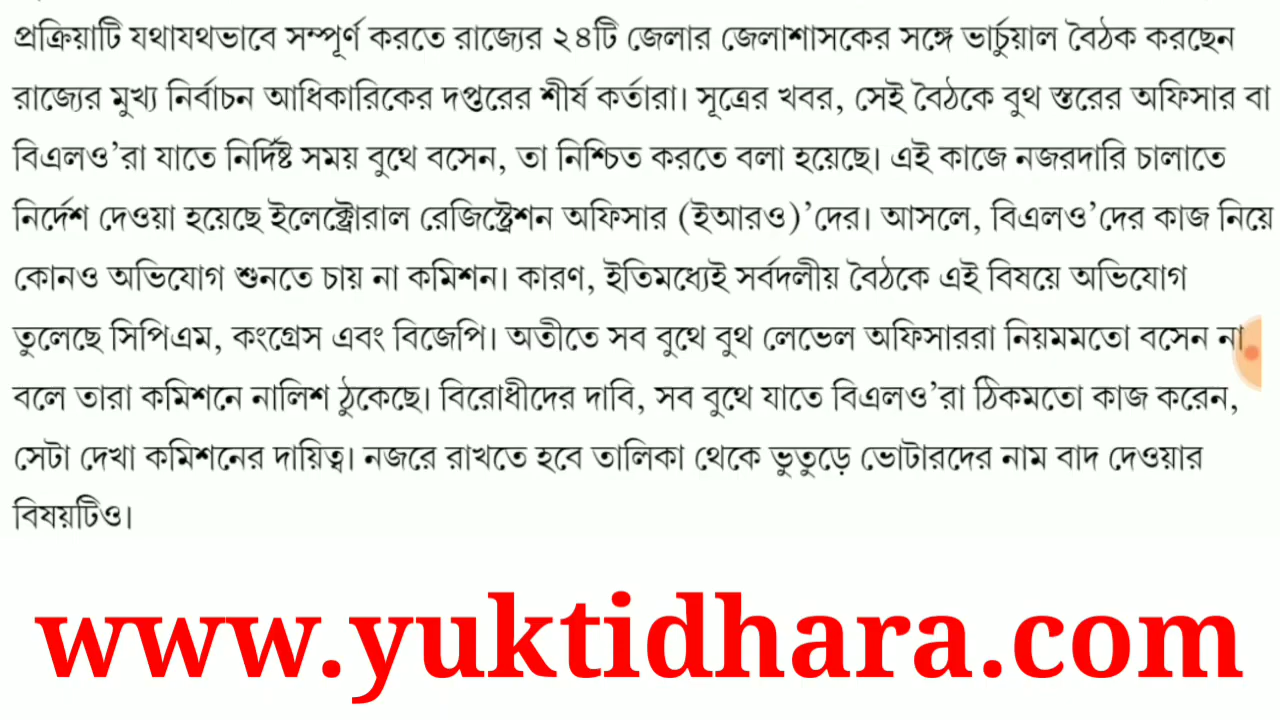 প্রক্রিয়াটি যথাযথভাবে সম্পূর্ণ করতে রাজ্যের ২৪টি জেলার জেলাশাসকের সঙ্গে ভার্চুয়াল বৈঠক করছেন
রাজ্যের মুখ্য নির্বাচন আধিকারিকের দপ্তরের শীর্ষ কর্তারা। সূত্রের খবর, সেই বৈঠকে বুথ স্তরের অফিসার বা
বিএলও’রা যাতে নির্দিষ্ট সময় বুথে বসেন, তা নিশ্চিত করতে বলা হয়েছে। এই কাজে নজরদারি চালাতে
নির্দেশ দেওয়া হয়েছে ইলেক্ট্রোরাল রেজিস্ট্রেশন অফিসার (ইআরও)’দের। আসলে, বিএলও’দের কাজ নিয়ে
কোনও অভিযোগ শুনতে চায় না কমিশন। কারণ, ইতিমধ্যেই সর্বদলীয় বৈঠকে এই বিষয়ে অভিযোগ
তুলেছে সিপিএম, কংগ্রেস এবং বিজেপি। অতীতে সব বুথে বুথ লেভেল অফিসাররা নিয়মমতো বসেন না
বলে তারা কমিশনে নালিশ ঠুকেছে। বিরোধীদের দাবি, সব বুথে যাতে বিএলও’রা ঠিকমতো কাজ করেন,
সেটা দেখা কমিশনের দায়িত্ব। নজরে রাখতে হবে তালিকা থেকে ভুতুড়ে ভোটারদের নাম বাদ দেওয়ার
বিষয়টিও।
www.yuktidhara.com